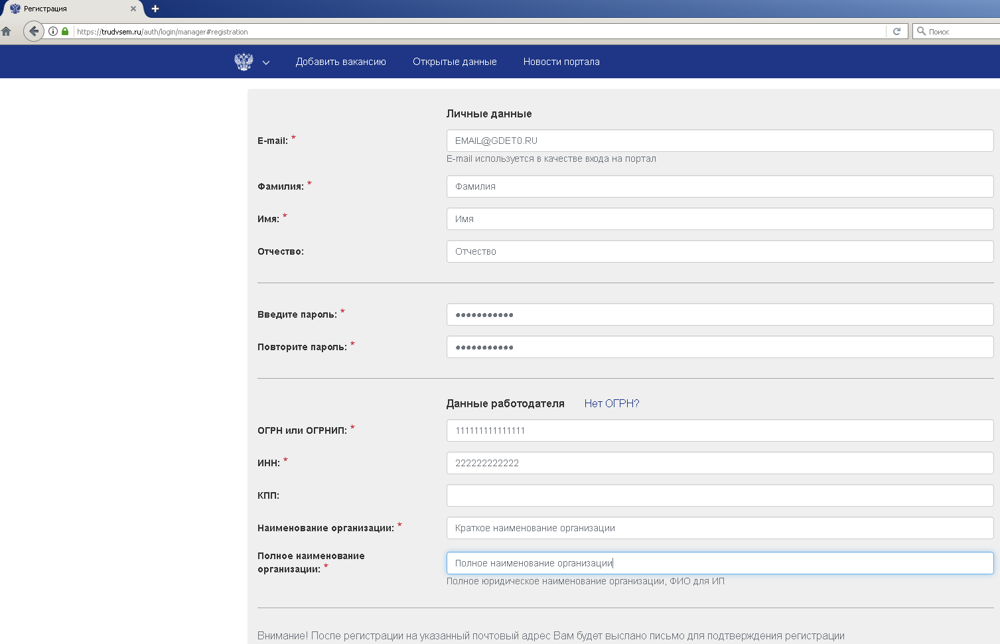 Регистрация
https://trudvsem.ru/auth/login/manager#registration
Поиск
Добавить вакансию Открытые данные Новости портала
Личные данные
E-mail: * EMAIL@GDET0.RU
E-mail используется в качестве входа на портал
Фамилия: * Фамилия
Имя: * Имя
Отчество: Отчество
Введите пароль: * ●●●●●●●●●●●
Повторите пароль: * ●●●●●●●●●●●
Данные работодателя Нет ОГРН?
ОГРН или ОГРНИП: * 111111111111111
ИНН: * 222222222222
КПП:
Наименование организации: * Краткое наименование организации
Полное наименование
организации: * Полное наименование организации
Полное юридическое наименование организации, ФИО для ИП
Внимание! После регистрации на указанный почтовый адрес Вам будет выслано письмо для подтверждения регистрации